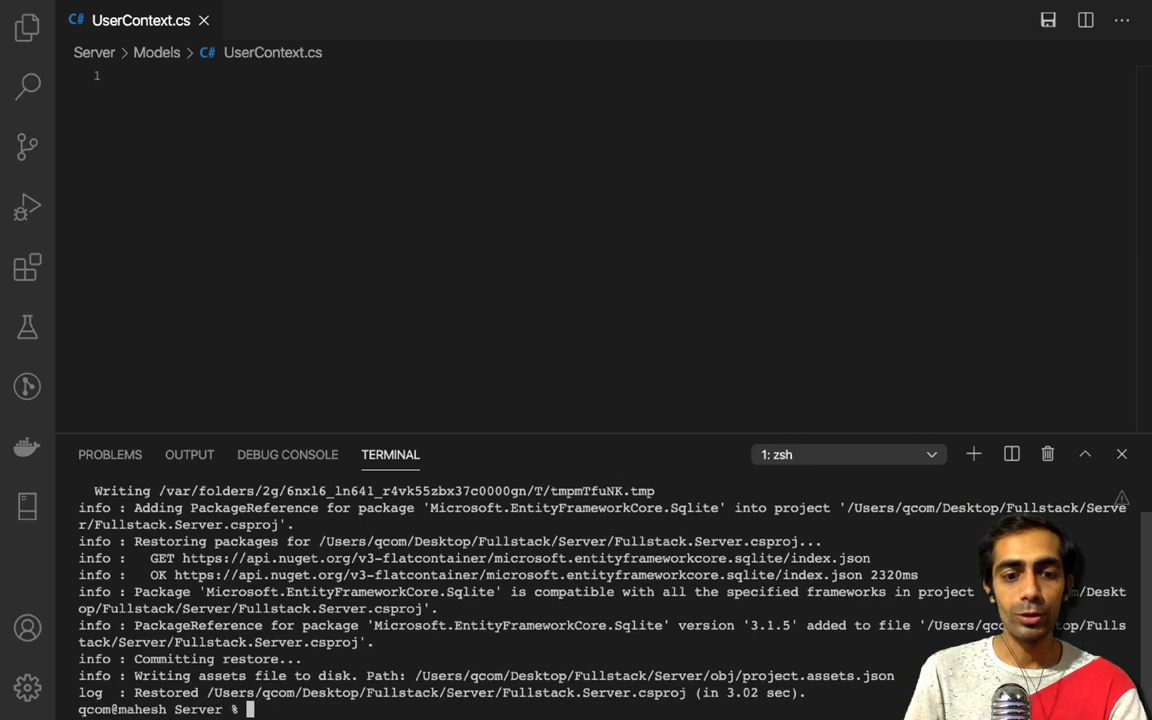 C# UserContext.cs
Server > Models > C# UserContext.cs
1
PROBLEMS OUTPUT DEBUG CONSOLE TERMINAL 1: zsh
Writing /var/folders/2g/6nxl6_ln641_r4vk55zbx37c0000gn/T/tmpmTfuNK.tmp
info : Adding PackageReference for package 'Microsoft.EntityFrameworkCore.Sqlite' into project '/Users/qcom/Desktop/Fullstack/Serve
r/Fullstack.Server.csproj'.
info : Restoring packages for /Users/qcom/Desktop/Fullstack/Server/Fullstack.Server.csproj...
info :   GET https://api.nuget.org/v3-flatcontainer/microsoft.entityframeworkcore.sqlite/index.json
info :   OK https://api.nuget.org/v3-flatcontainer/microsoft.entityframeworkcore.sqlite/index.json 2320ms
info : Package 'Microsoft.EntityFrameworkCore.Sqlite' is compatible with all the specified frameworks in project m/Deskt
op/Fullstack/Server/Fullstack.Server.csproj'.
info : PackageReference for package 'Microsoft.EntityFrameworkCore.Sqlite' version '3.1.5' added to file '/Users/qco op/Fulls
tack/Server/Fullstack.Server.csproj'.
info : Committing restore...
info : Writing assets file to disk. Path: /Users/qcom/Desktop/Fullstack/Server/obj/project.assets.json
log  : Restored /Users/qcom/Desktop/Fullstack/Server/Fullstack.Server.csproj (in 3.02 sec).
qcom@mahesh Server %